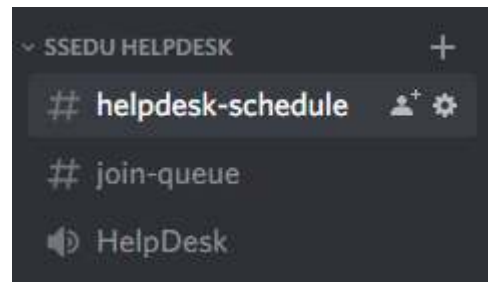 SSEDU HELPDESK
# helpdesk-schedule
# join-queue
HelpDesk